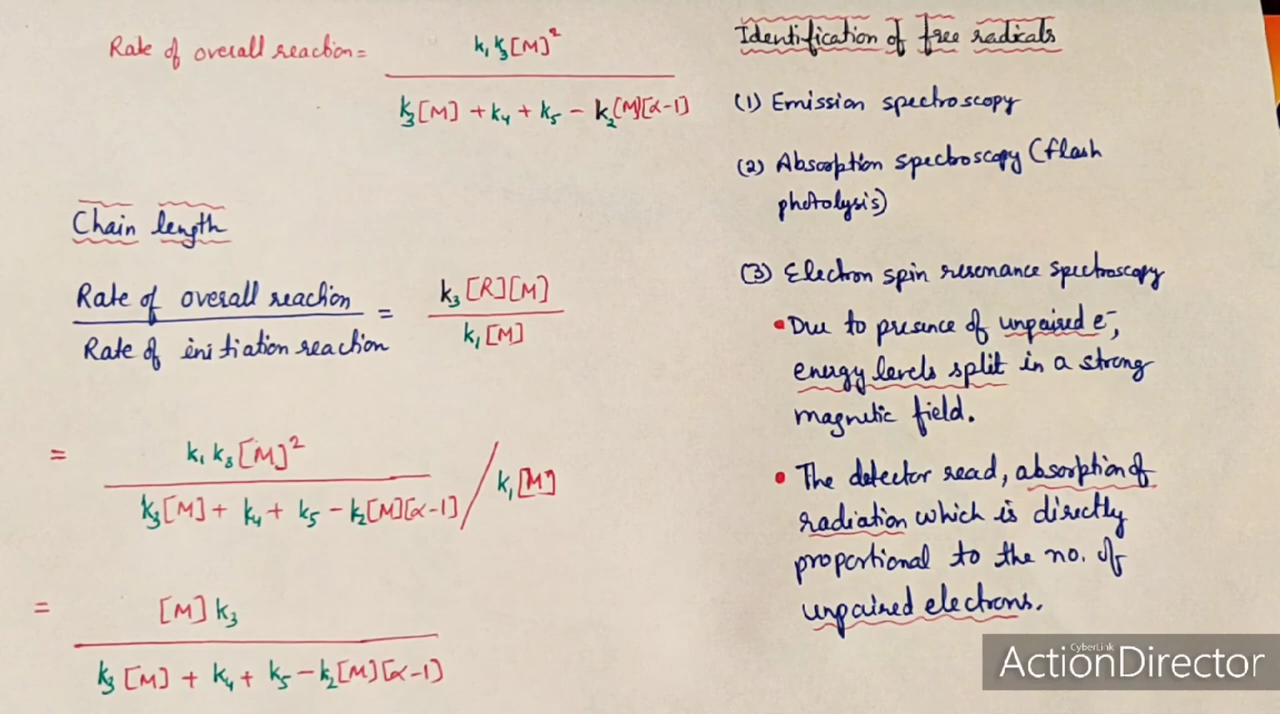 Rate of overall reaction = k₁k₃[M]²
k₃[M] + k₄ + k₅ - k₂[M][α-1]
Chain length
Rate of overall reaction = k₃[R][M]
Rate of initiation reaction k₁[M]
= k₁k₃[M]² / k₁[M]
k₃[M] + k₄ + k₅ - k₂[M][α-1]
= [M]k₃
k₃[M] + k₄ + k₅ - k₂[M][α-1)
Identification of free radicals
(1) Emission spectroscopy
(2) Absorption spectroscopy (flash
photolysis)
(3) Electron spin resonance spectroscopy
• Due to presence of unpaired e⁻,
energy levels split in a strong
magnetic field.
• The detector read, absorption of
radiation which is directly
proportional to the no. of
unpaired electrons.
CyberLink
ActionDirector